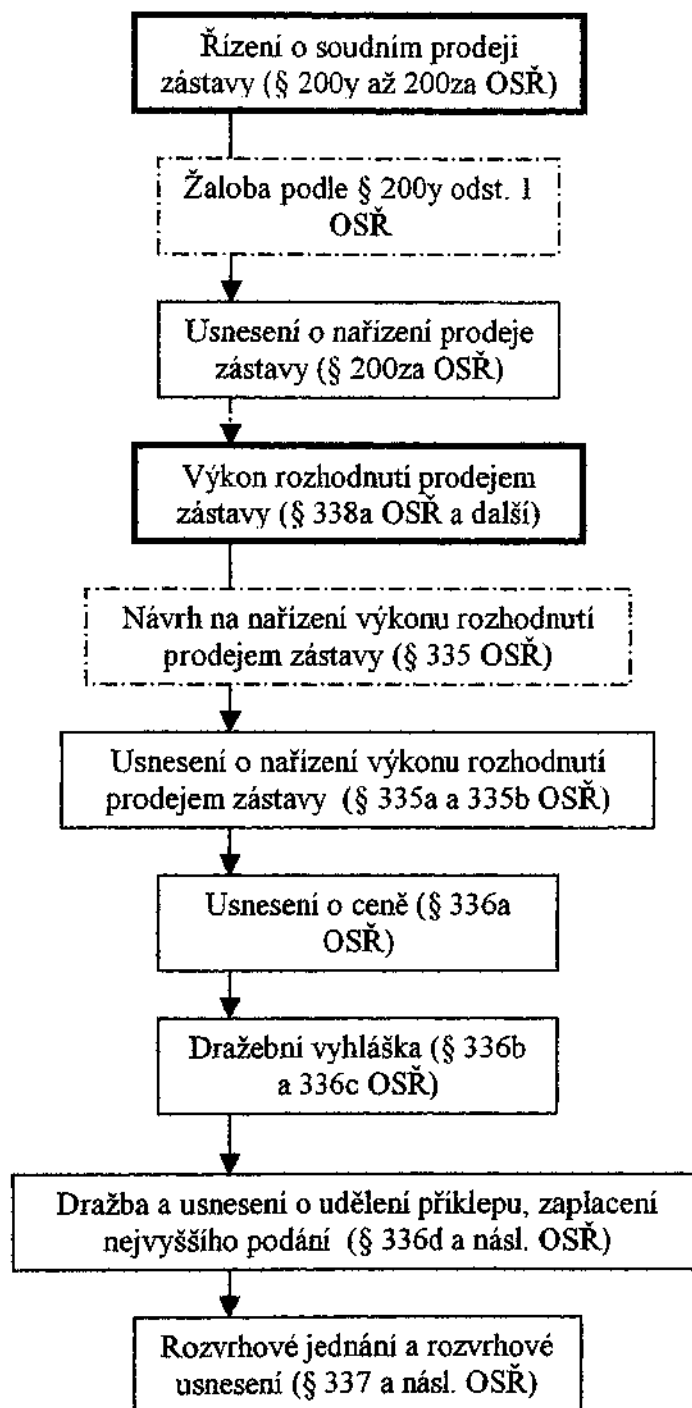 Řízení o soudním prodeji
zástavy (§ 200y až 200za OSŘ)
Žaloba podle § 200y odst. 1
OSŘ
Usnesení o nařízení prodeje
zástavy (§ 200za OSŘ)
Výkon rozhodnutí prodejem
zástavy (§ 338a OSŘ a další)
Návrh na nařízení výkonu rozhodnutí
prodejem zástavy (§ 335 OSŘ)
Usnesení o nařízení výkonu rozhodnutí
prodejem zástavy (§ 335a a 335b OSŘ)
Usnesení o ceně (§ 336a
OSŘ)
Dražební vyhláška (§ 336b
a 336c OSŘ)
Dražba a usnesení o udělení příklepu, zaplacení
nejvyššího podání (§ 336d a násl. OSŘ)
Rozvrhové jednání a rozvrhové
usnesení (§ 337 a násl. OSŘ)